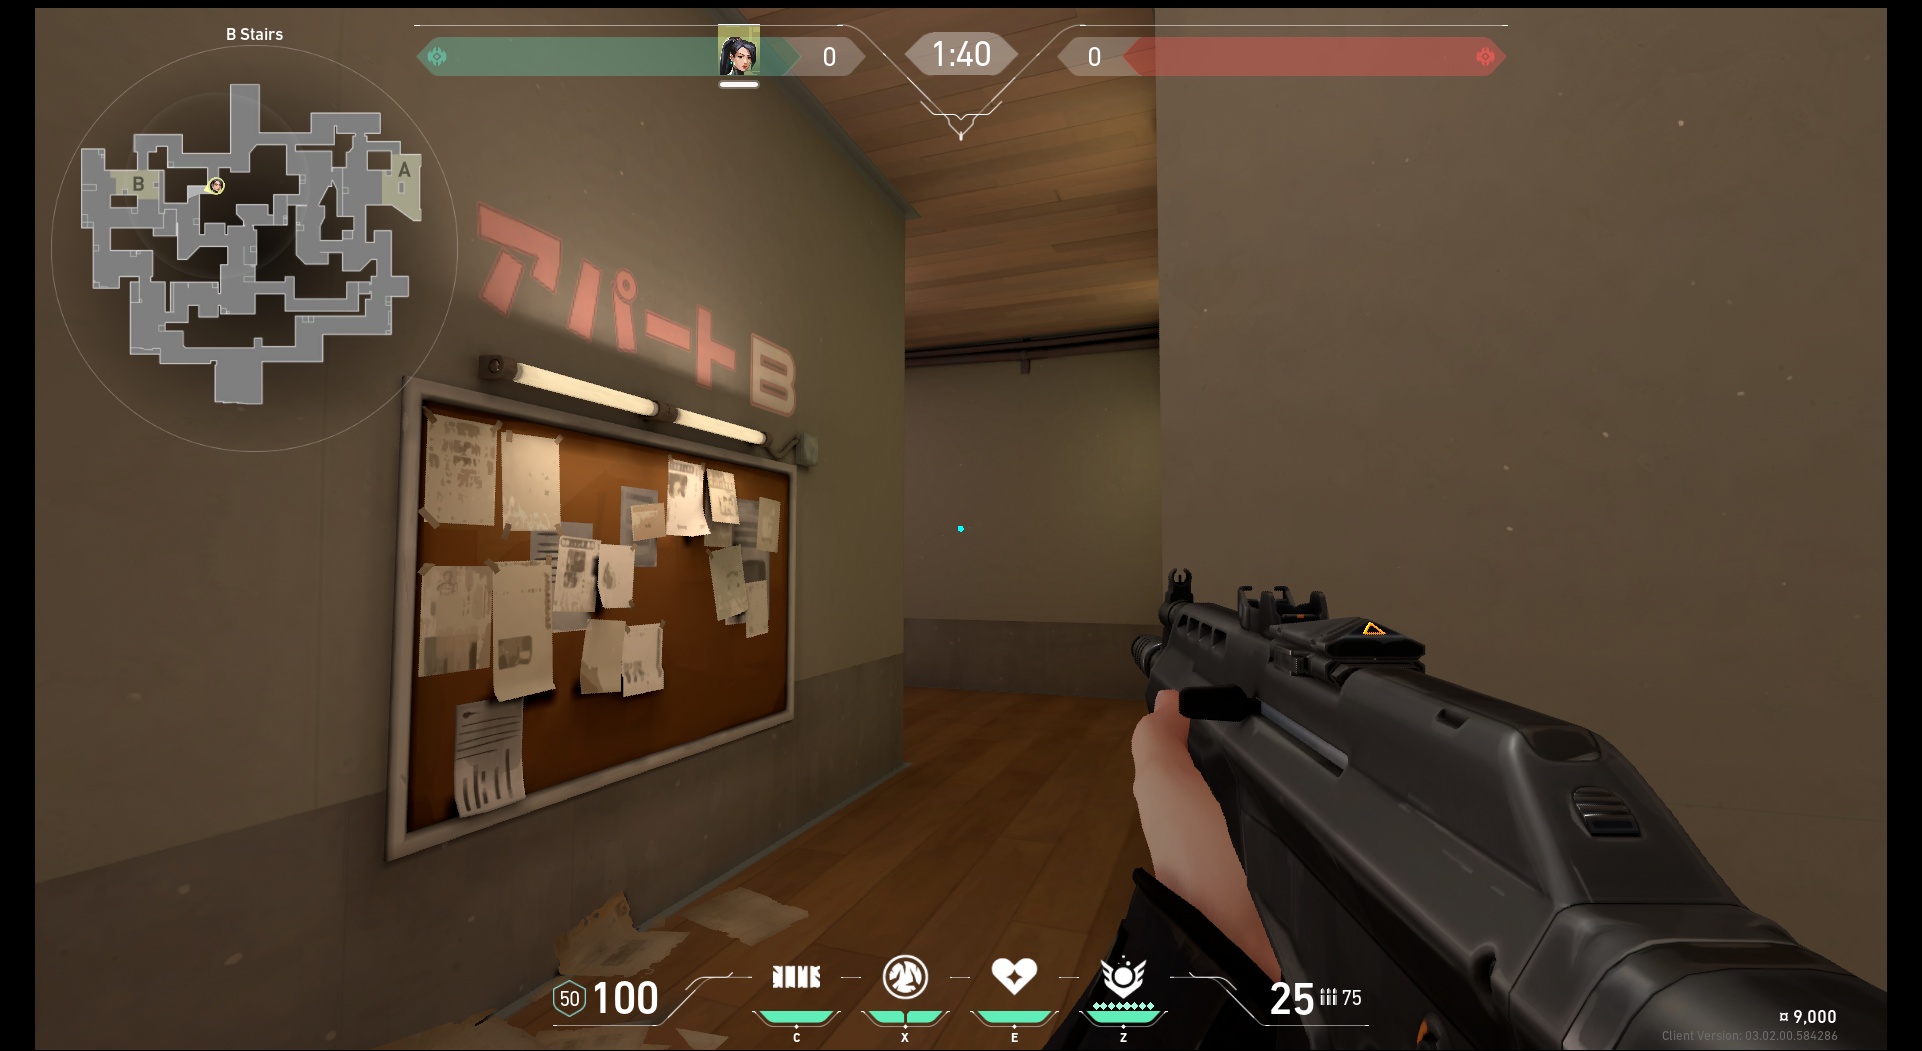 B Stairs
0
1:40
0
B
A
アパートB
50
100
25
75
C
X
E
Z
¤ 9,000
Client Version: 03.02.00.584286